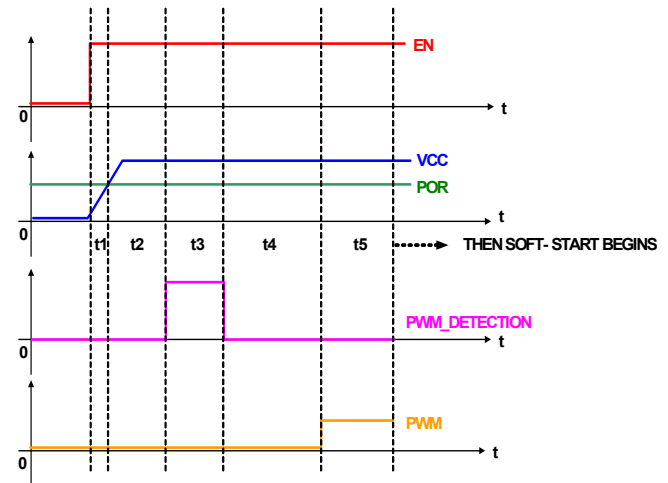 EN
t
0
VCC
POR
t
0
t1 t2 t3 t4 t5 THEN SOFT- START BEGINS
PWM_DETECTION
t
0
PWM
t
0